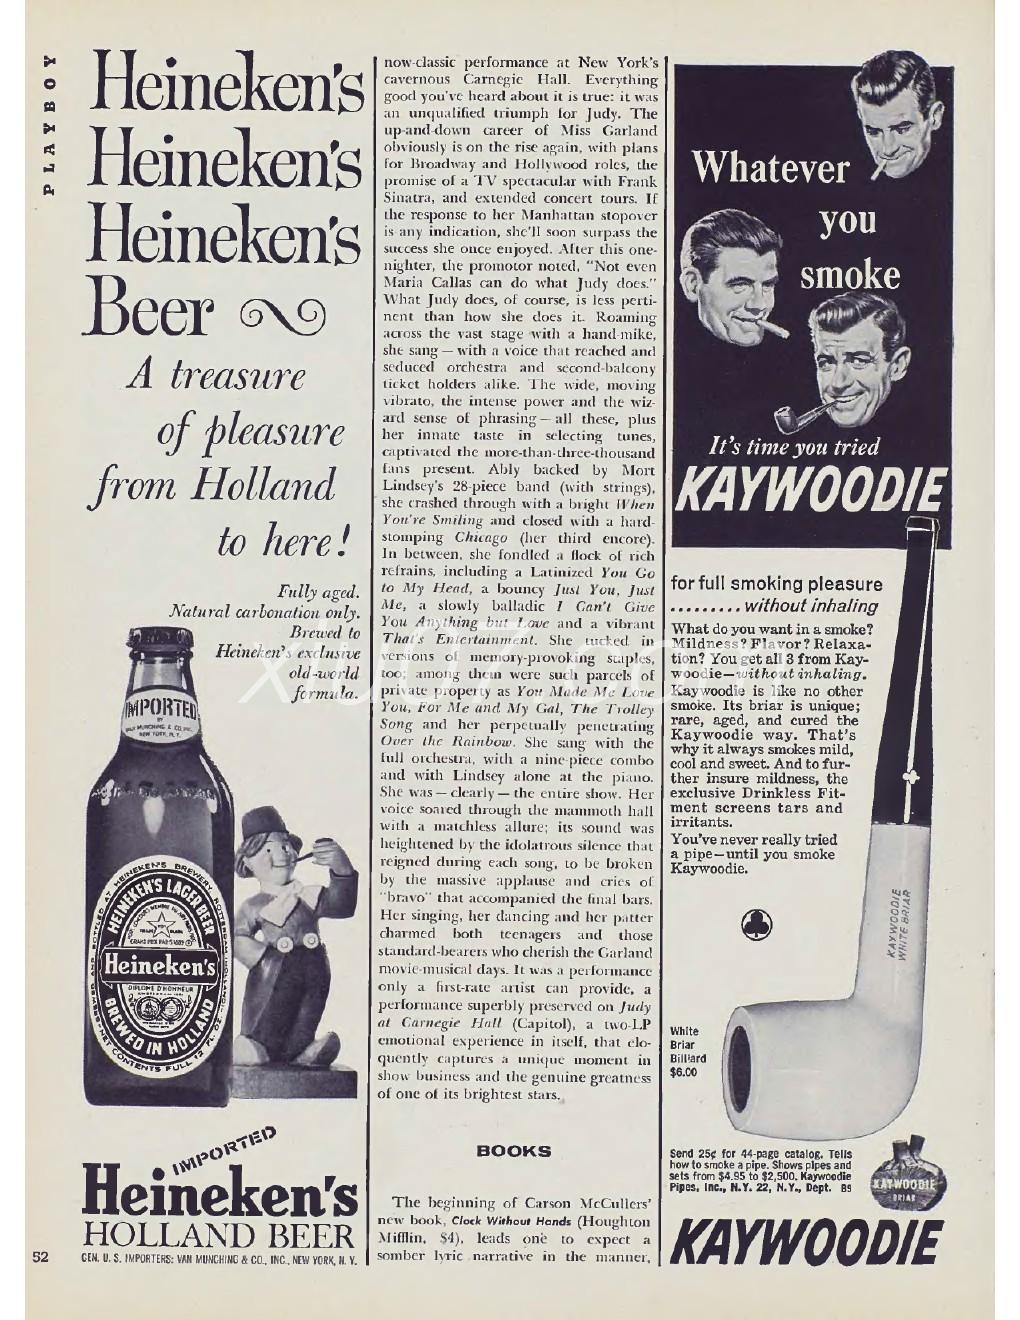 PLAYBOY
Heineken's
Heineken's
Heineken's
Beer
A treasure
of pleasure
from Holland
to here!
Fully aged.
Natural carbonation only.
Brewed to
Heineken's exclusive
old-world
formula.
IMPORTED
BY
VAN MUNCHING & CO. INC.
NEW YORK, N.Y.
BOTTLED AT HEINEKEN'S BREWERY, ROTTERDAM
HEINEKEN'S LAGER BEER
GRAND PRIX PARIS 1889
Heineken's
DIPLOME D'HONNEUR
BREWED IN HOLLAND
CONTENTS FULL 12 FL. OZ.
IMPORTED
Heineken's
HOLLAND BEER
GEN. U. S. IMPORTERS: VAN MUNCHING & CO., INC., NEW YORK, N. Y.
52
now-classic performance at New York's
cavernous Carnegie Hall. Everything
good you've heard about it is true: it was
an unqualified triumph for Judy. The
up-and-down career of Miss Garland
obviously is on the rise again, with plans
for Broadway and Hollywood roles, the
promise of a TV spectacular with Frank
Sinatra, and extended concert tours. If
the response to her Manhattan stopover
is any indication, she'll soon surpass the
success she once enjoyed. After this one-
nighter, the promotor noted, "Not even
Maria Callas can do what Judy does."
What Judy does, of course, is less perti-
nent than how she does it. Roaming
across the vast stage with a hand-mike,
she sang — with a voice that reached and
seduced orchestra and second-balcony
ticket holders alike. The wide, moving
vibrato, the intense power and the wiz-
ard sense of phrasing — all these, plus
her innate taste in selecting tunes,
captivated the more-than-three-thousand
fans present. Ably backed by Mort
Lindsey's 28-piece band (with strings),
she crashed through with a bright When
You're Smiling and closed with a hard-
stomping Chicago (her third encore).
In between, she fondled a flock of rich
refrains, including a Latinized You Go
to My Head, a bouncy Just You, Just
Me, a slowly balladic I Can't Give
You Anything but Love and a vibrant
That's Entertainment. She tucked in
versions of memory-provoking staples,
too; among them were such parcels of
private property as You Made Me Love
You, For Me and My Gal, The Trolley
Song and her perpetually penetrating
Over the Rainbow. She sang with the
full orchestra, with a nine-piece combo
and with Lindsey alone at the piano.
She was — clearly — the entire show. Her
voice soared through the mammoth hall
with a matchless allure; its sound was
heightened by the idolatrous silence that
reigned during each song, to be broken
by the massive applause and cries of
"bravo" that accompanied the final bars.
Her singing, her dancing and her patter
charmed both teenagers and those
standard-bearers who cherish the Garland
movie-musical days. It was a performance
only a first-rate artist can provide, a
performance superbly preserved on Judy
at Carnegie Hall (Capitol), a two-LP
emotional experience in itself, that elo-
quently captures a unique moment in
show business and the genuine greatness
of one of its brightest stars.
BOOKS
The beginning of Carson McCullers'
new book, Clock Without Hands (Houghton
Mifflin, $4), leads one to expect a
somber lyric narrative in the manner,
Whatever
you
smoke
It's time you tried
KAYWOODIE
for full smoking pleasure
......... without inhaling
What do you want in a smoke?
Mildness? Flavor? Relaxa-
tion? You get all 3 from Kay-
woodie—without inhaling.
Kaywoodie is like no other
smoke. Its briar is unique;
rare, aged, and cured the
Kaywoodie way. That's
why it always smokes mild,
cool and sweet. And to fur-
ther insure mildness, the
exclusive Drinkless Fit-
ment screens tars and
irritants.
You've never really tried
a pipe—until you smoke
Kaywoodie.
KAYWOODIE
WHITE BRIAR
White
Briar
Billiard
$6.00
Send 25¢ for 44-page catalog. Tells
how to smoke a pipe. Shows pipes and
sets from $4.95 to $2,500. Kaywoodie
Pipes, Inc., N.Y. 22, N.Y., Dept. B5
KAYWOODIE
BRIAR
KAYWOODIE